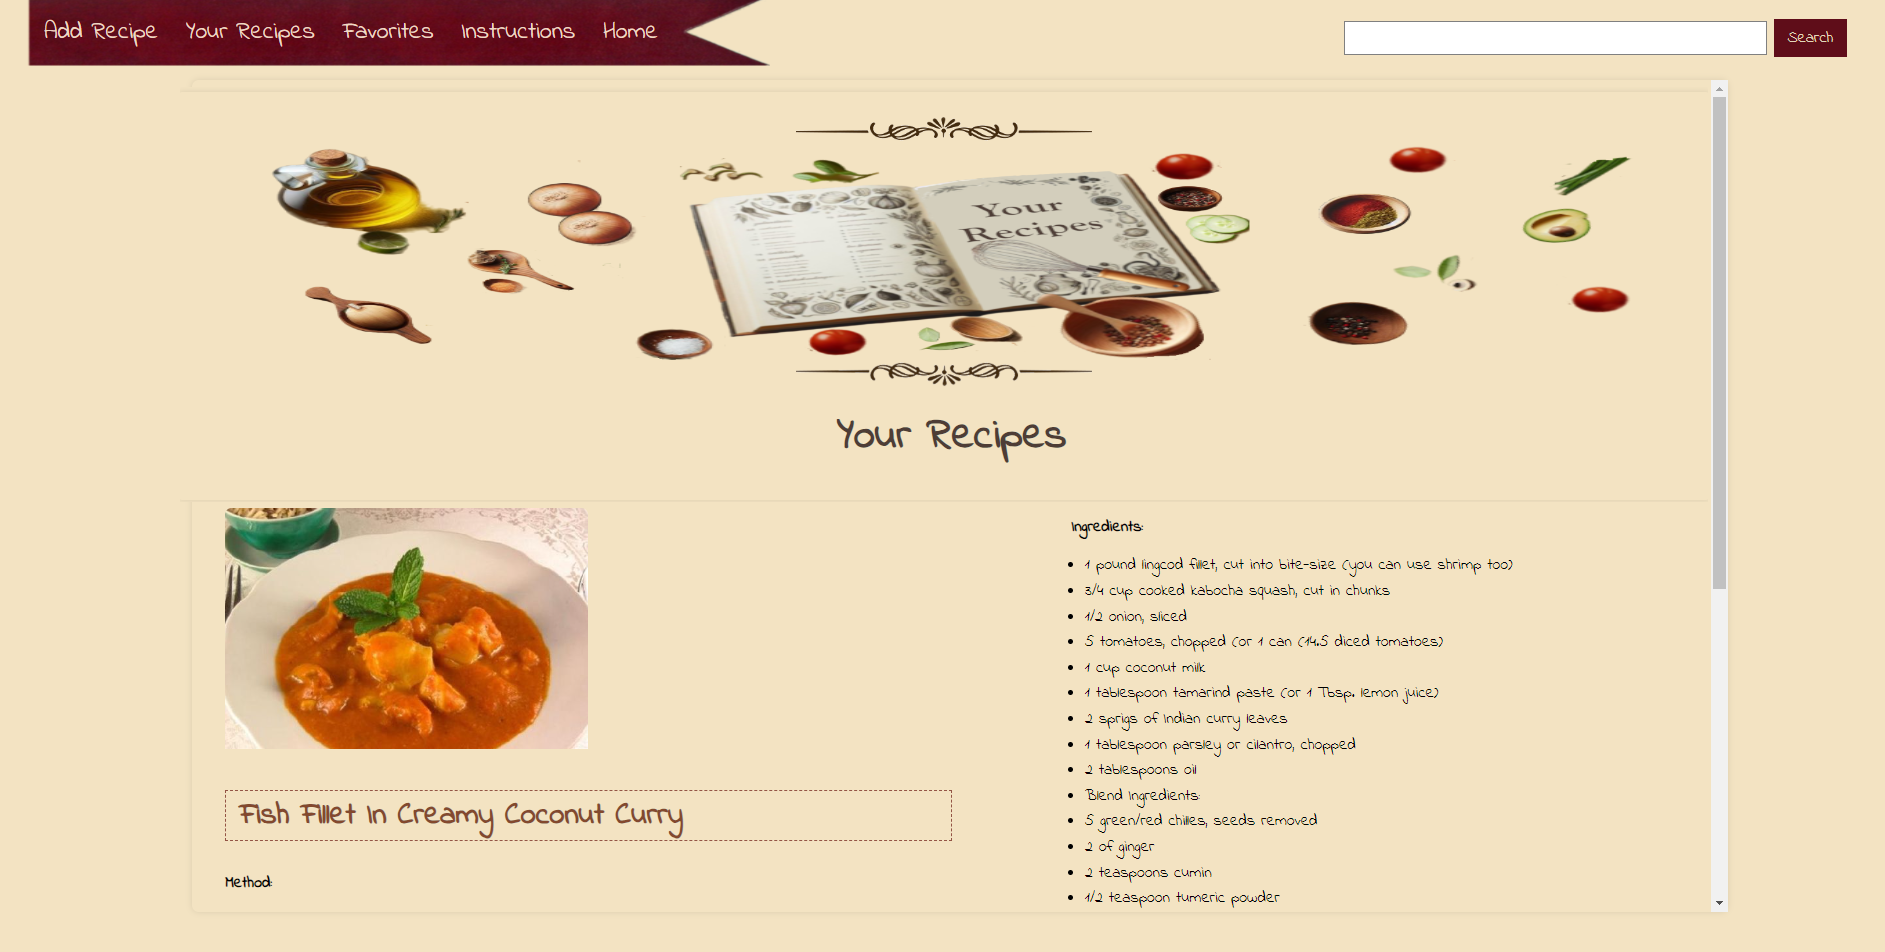 Add Recipe Your Recipes Favorites Instructions Home
Search
Your
Recipes
Your Recipes
Ingredients:
1 pound lingcod fillet, cut into bite-size (you can use shrimp too)
3/4 cup cooked kabocha squash, cut in chunks
1/2 onion, sliced
5 tomatoes, chopped (or 1 can (14.5 diced tomatoes)
1 cup coconut milk
1 tablespoon tamarind paste (or 1 Tbsp. lemon juice)
2 sprigs of Indian curry leaves
1 tablespoon parsley or cilantro, chopped
2 tablespoons oil
Blend Ingredients:
5 green/red chilies, seeds removed
2 of ginger
2 teaspoons cumin
1/2 teaspoon tumeric powder
Fish Fillet In Creamy Coconut Curry
Method: